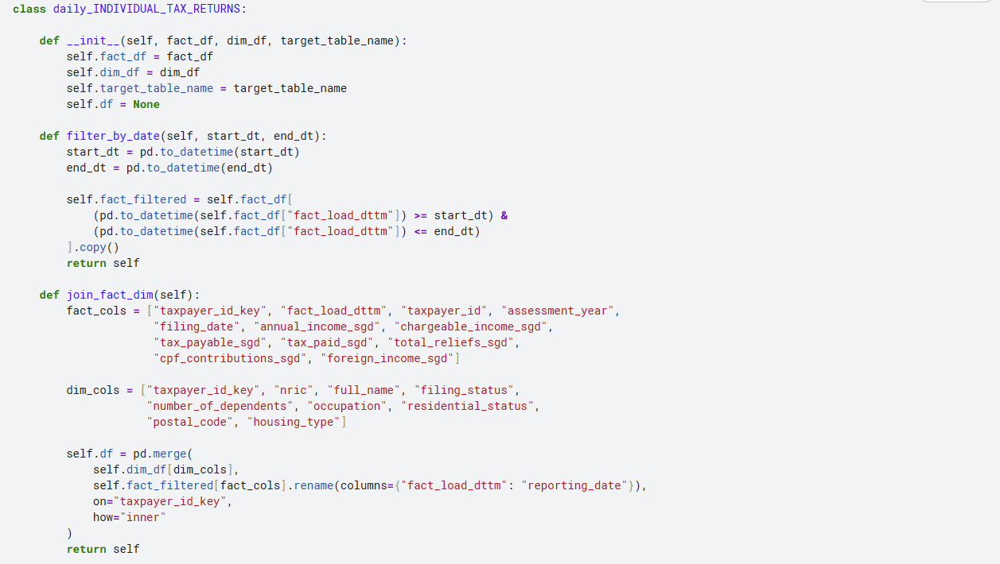 class daily_INDIVIDUAL_TAX_RETURNS:
def __init__(self, fact_df, dim_df, target_table_name):
self.fact_df = fact_df
self.dim_df = dim_df
self.target_table_name = target_table_name
self.df = None
def filter_by_date(self, start_dt, end_dt):
start_dt = pd.to_datetime(start_dt)
end_dt = pd.to_datetime(end_dt)
self.fact_filtered = self.fact_df[
(pd.to_datetime(self.fact_df["fact_load_dttm"]) >= start_dt) &
(pd.to_datetime(self.fact_df["fact_load_dttm"]) <= end_dt)
].copy()
return self
def join_fact_dim(self):
fact_cols = ["taxpayer_id_key", "fact_load_dttm", "taxpayer_id", "assessment_year",
"filing_date", "annual_income_sgd", "chargeable_income_sgd",
"tax_payable_sgd", "tax_paid_sgd", "total_reliefs_sgd",
"cpf_contributions_sgd", "foreign_income_sgd"]
dim_cols = ["taxpayer_id_key", "nric", "full_name", "filing_status",
"number_of_dependents", "occupation", "residential_status",
"postal_code", "housing_type"]
self.df = pd.merge(
self.dim_df[dim_cols],
self.fact_filtered[fact_cols].rename(columns={"fact_load_dttm": "reporting_date"}),
on="taxpayer_id_key",
how="inner"
)
return self